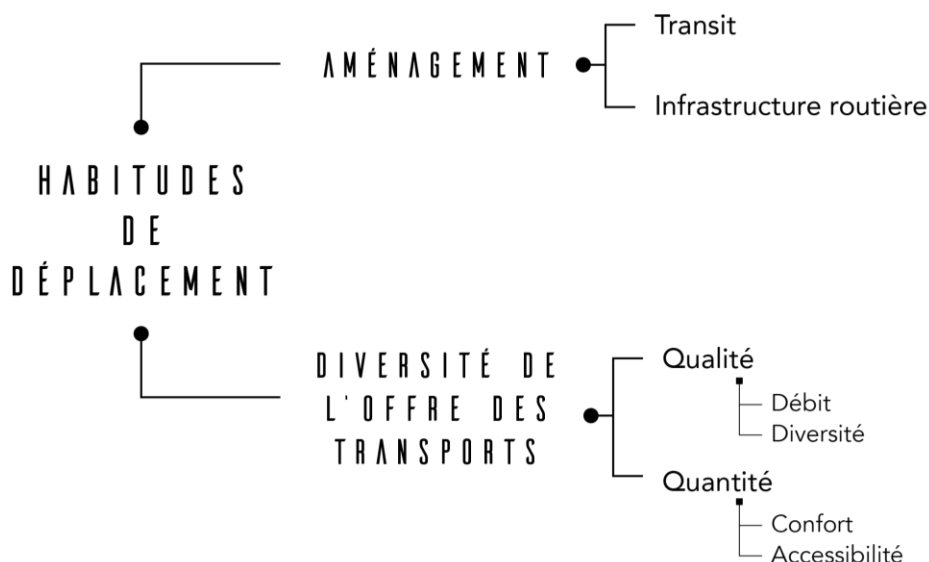 AMÉNAGEMENT
Transit
Infrastructure routière
HABITUDES
DE
DÉPLACEMENT
DIVERSITÉ DE
L'OFFRE DES
TRANSPORTS
Qualité
Débit
Diversité
Quantité
Confort
Accessibilité